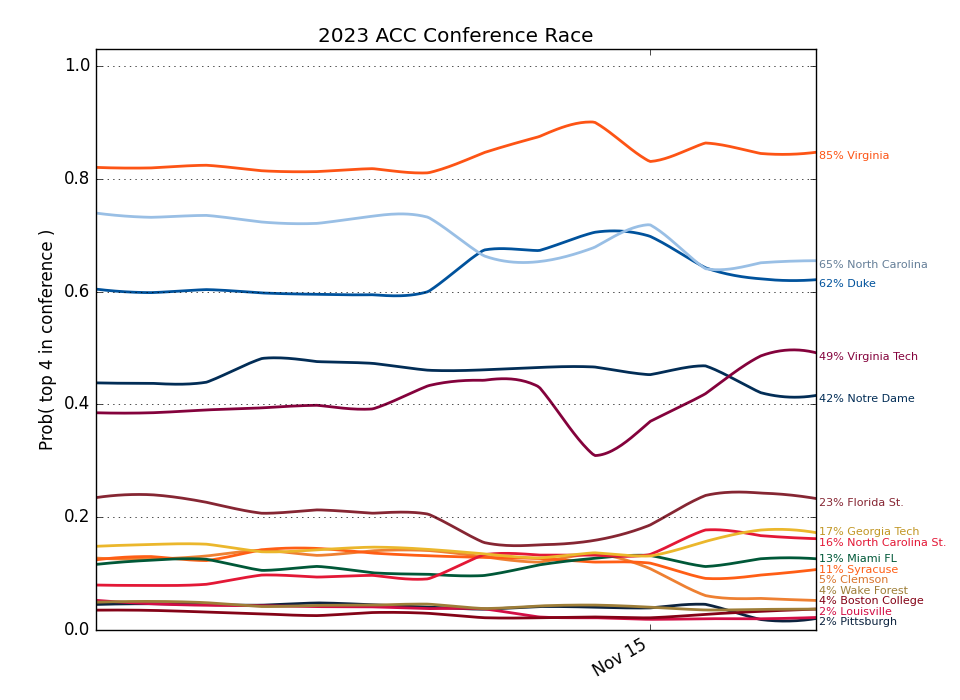 2023 ACC Conference Race
1.0
0.8
0.6
0.4
0.2
0.0
Prob( top 4 in conference )
Nov 15
85% Virginia
65% North Carolina
62% Duke
49% Virginia Tech
42% Notre Dame
23% Florida St.
17% Georgia Tech
16% North Carolina St.
13% Miami FL
11% Syracuse
5% Clemson
4% Wake Forest
4% Boston College
2% Louisville
2% Pittsburgh